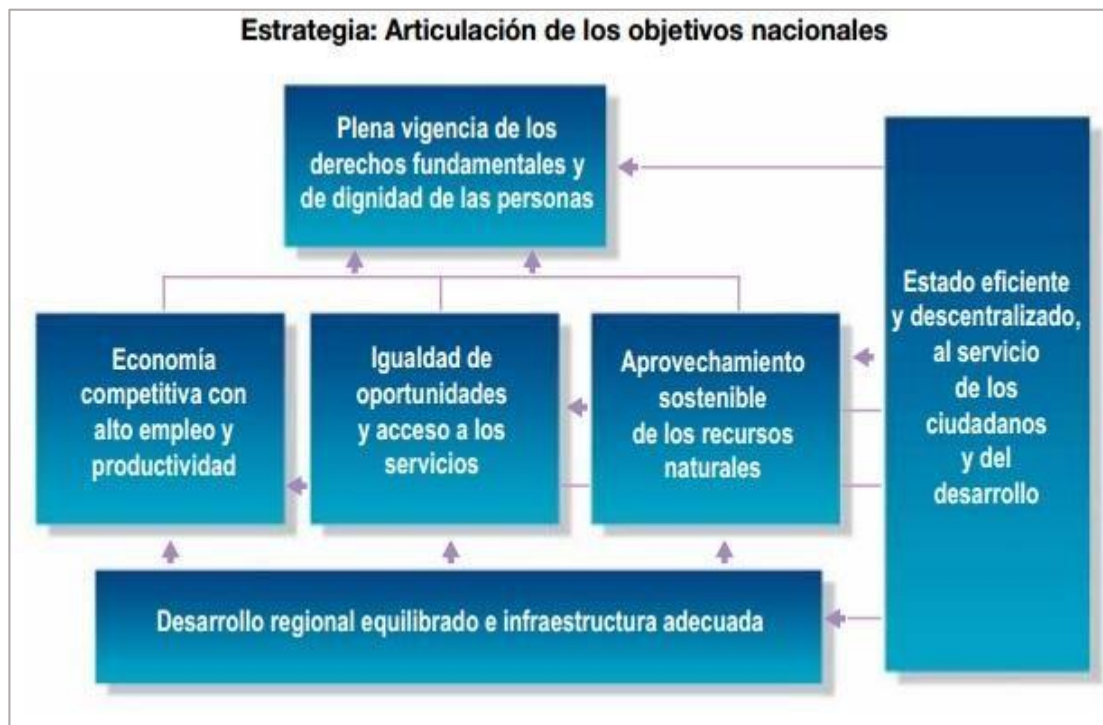 Estrategia: Articulación de los objetivos nacionales
Plena vigencia de los
derechos fundamentales y
de dignidad de las personas
Economía
competitiva con
alto empleo y
productividad
Igualdad de
oportunidades
y acceso a los
servicios
Aprovechamiento
sostenible
de los recursos
naturales
Estado eficiente
y descentralizado,
al servicio
de los
ciudadanos
y del
desarrollo
Desarrollo regional equilibrado e infraestructura adecuada